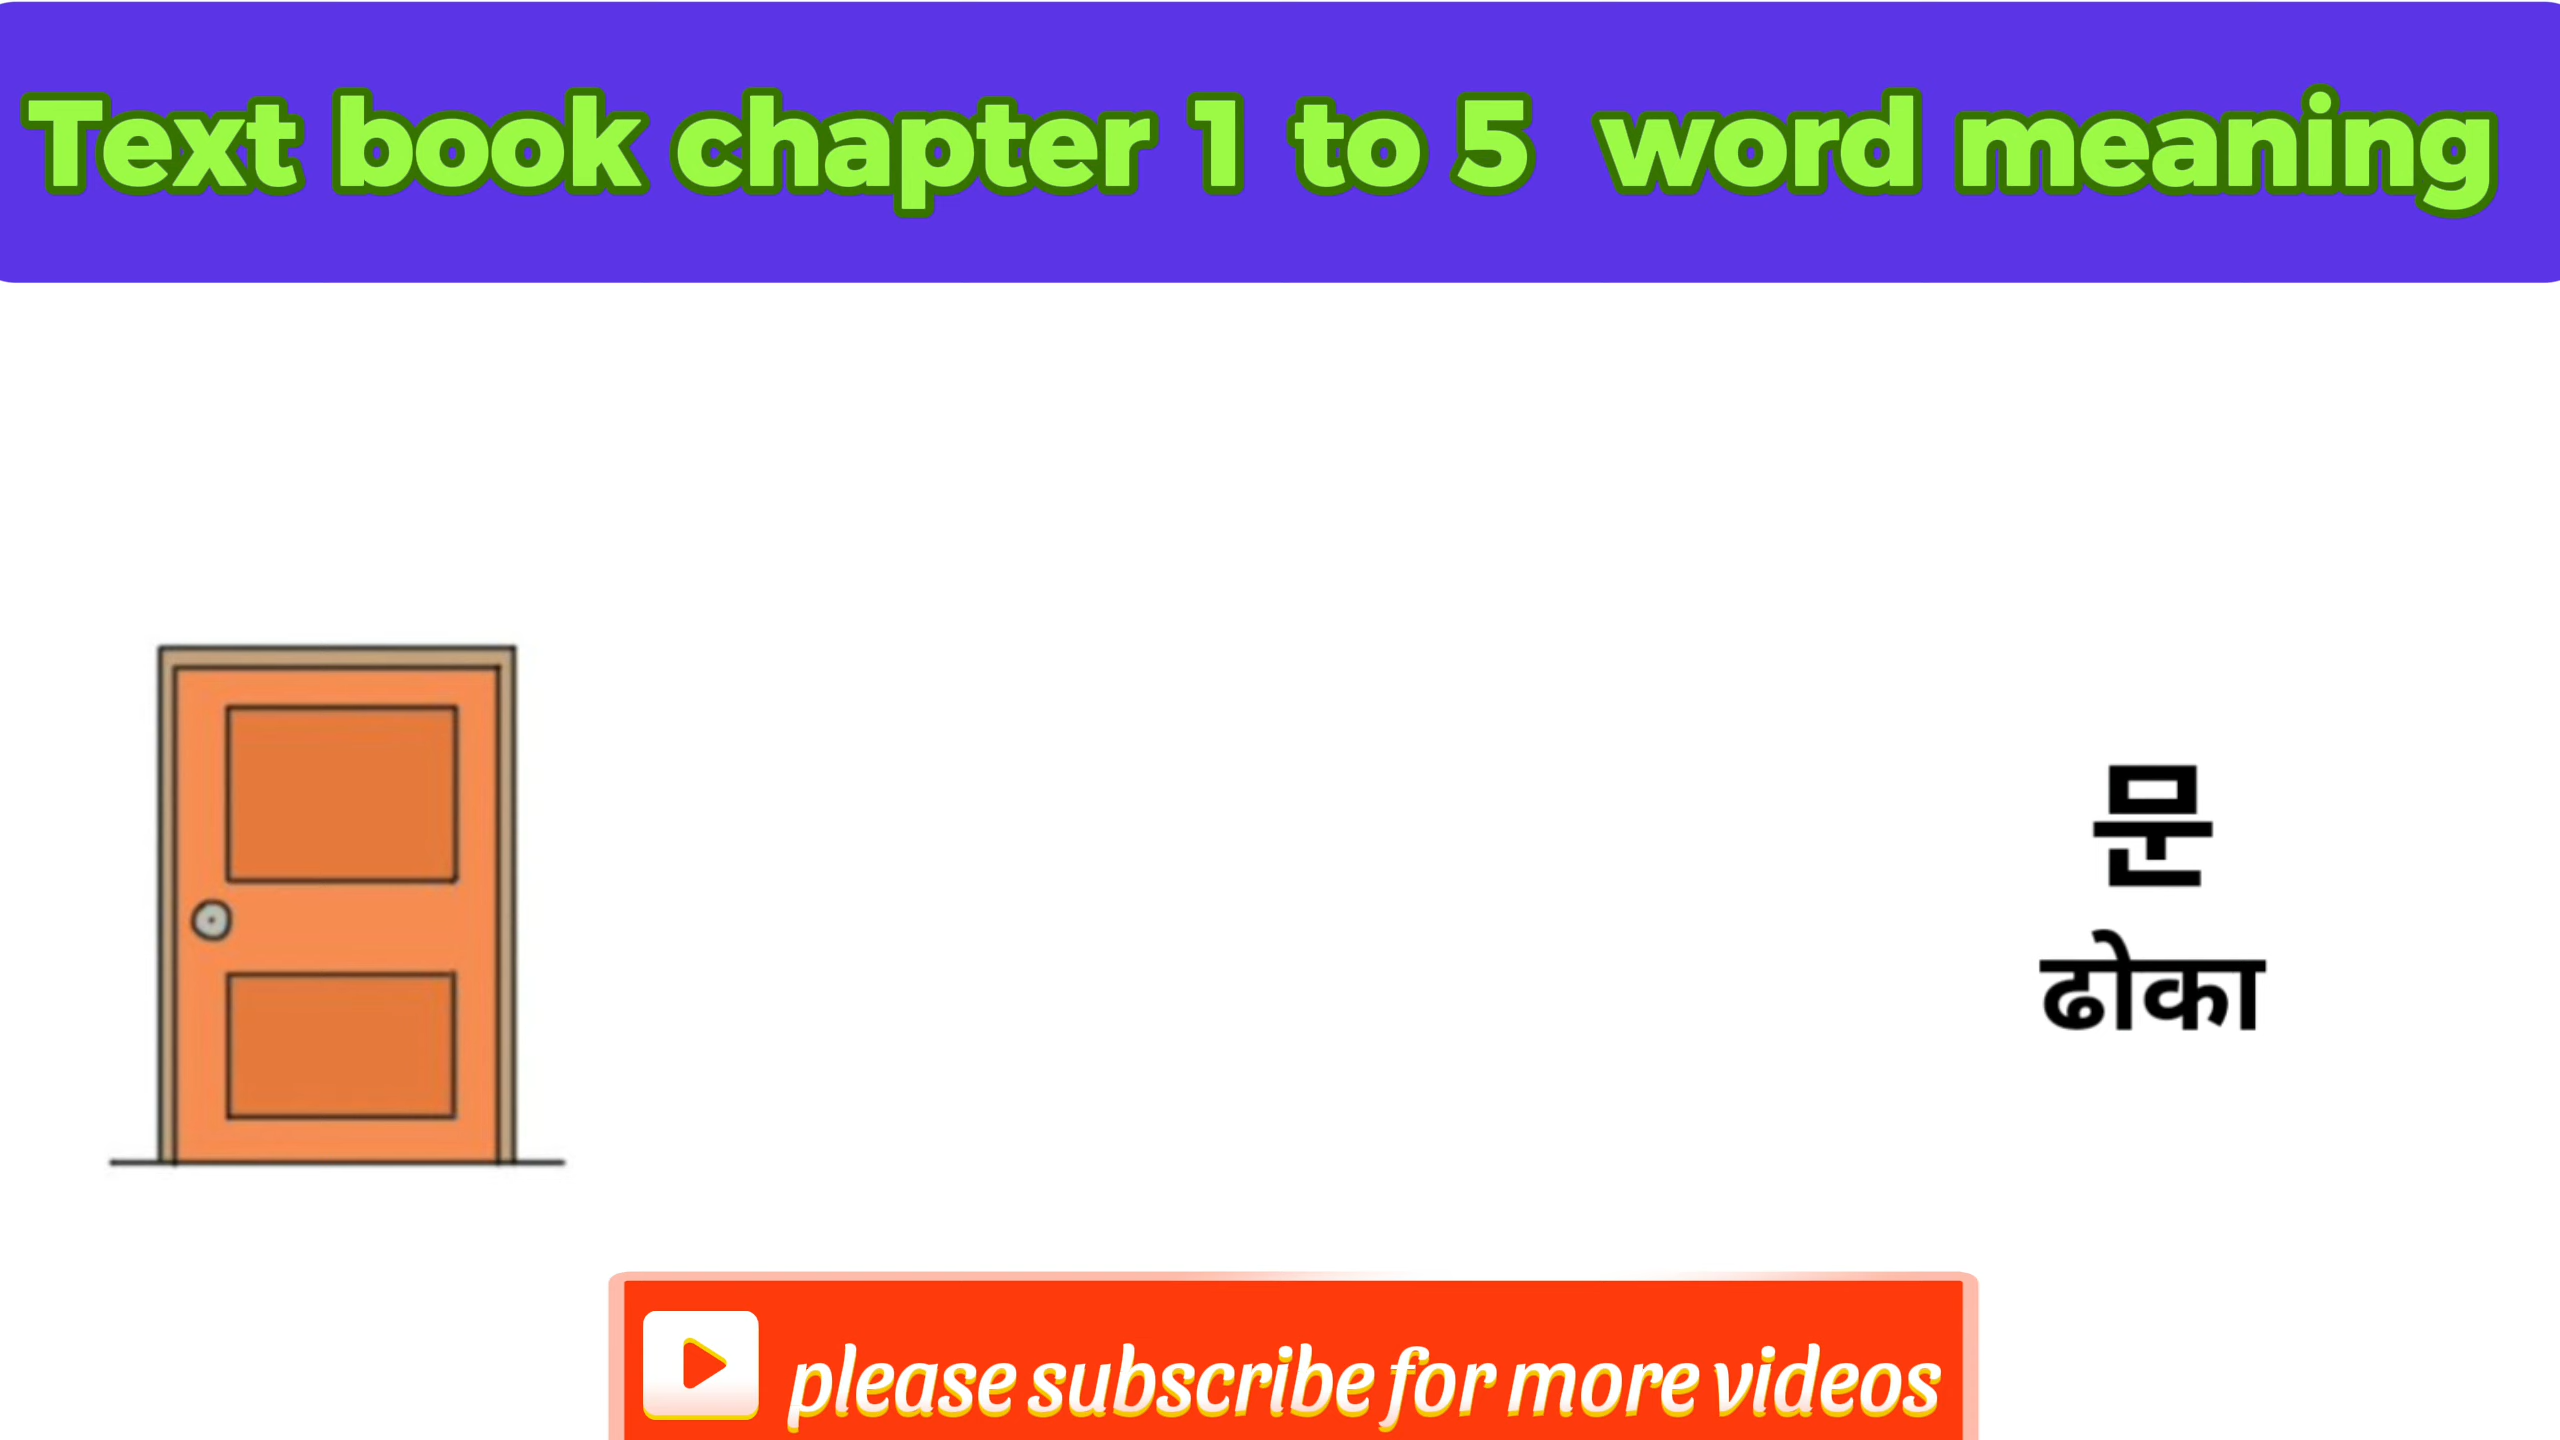 Text book chapter 1 to 5 word meaning
문
ढोका
please subscribe for more videos